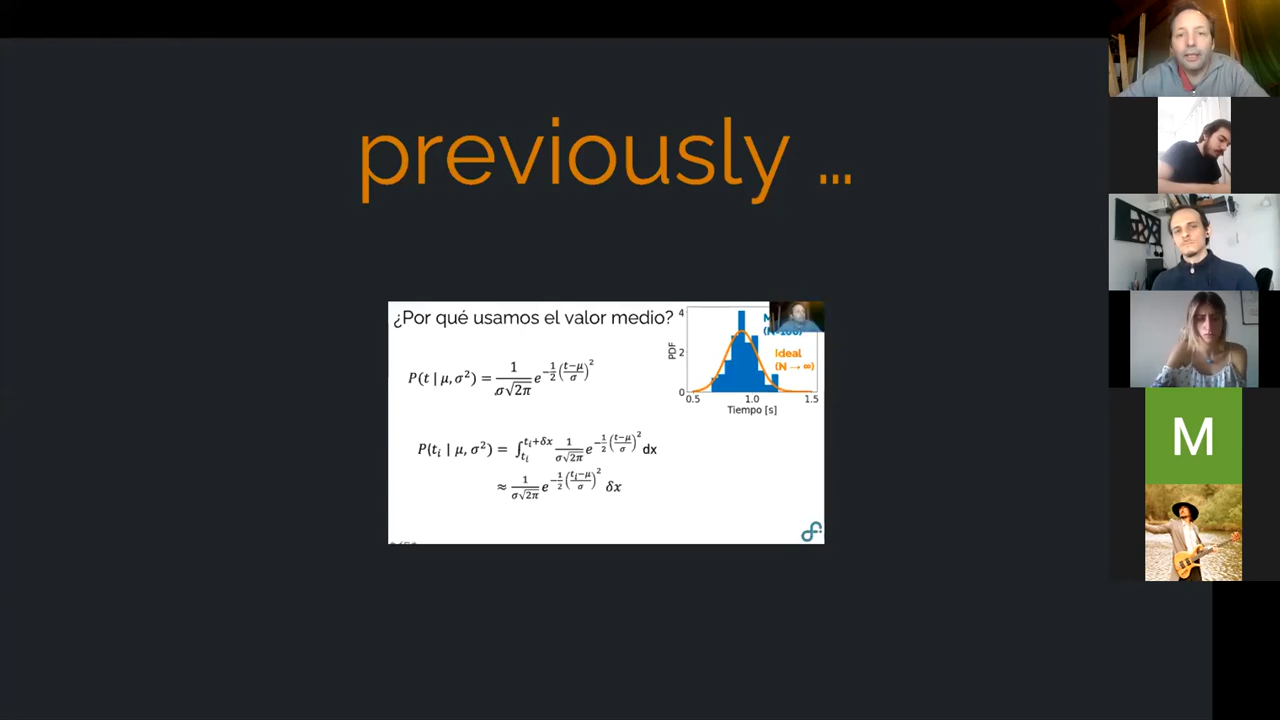 previously ...
¿Por qué usamos el valor medio?
P(t | μ, σ²) = 1/(σ√2π) e^{-1/2((t-μ)/σ)²}
P(tᵢ | μ, σ²) = ∫_{tᵢ}^{tᵢ+δx} 1/(σ√2π) e^{-1/2((t-μ)/σ)²} dx
≈ 1/(σ√2π) e^{-1/2((tᵢ-μ)/σ)²} δx
4
2
0
PDF
Ideal
(N → ∞)
0.5 1.0 1.5
Tiempo [s]
M